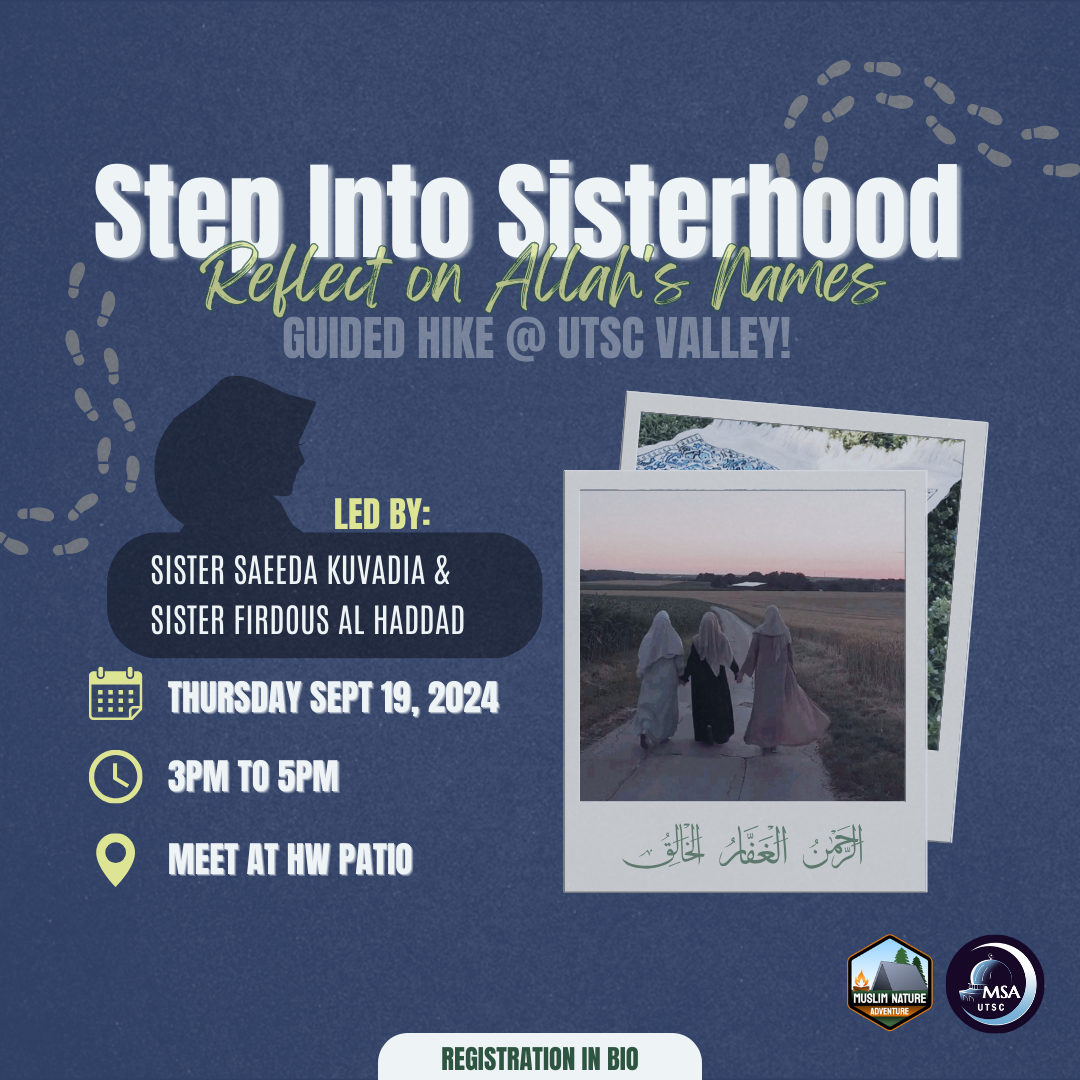 Step Into Sisterhood
Reflect on Allah's Names
GUIDED HIKE @ UTSC VALLEY!
LED BY:
SISTER SAEEDA KUVADIA &
SISTER FIRDOUS AL HADDAD
THURSDAY SEPT 19, 2024
3PM TO 5PM
MEET AT HW PATIO
الرَّحْمَنُ الغَفَّارُ الخَالِقُ
MUSLIM NATURE
ADVENTURE
MSA
UTSC
REGISTRATION IN BIO